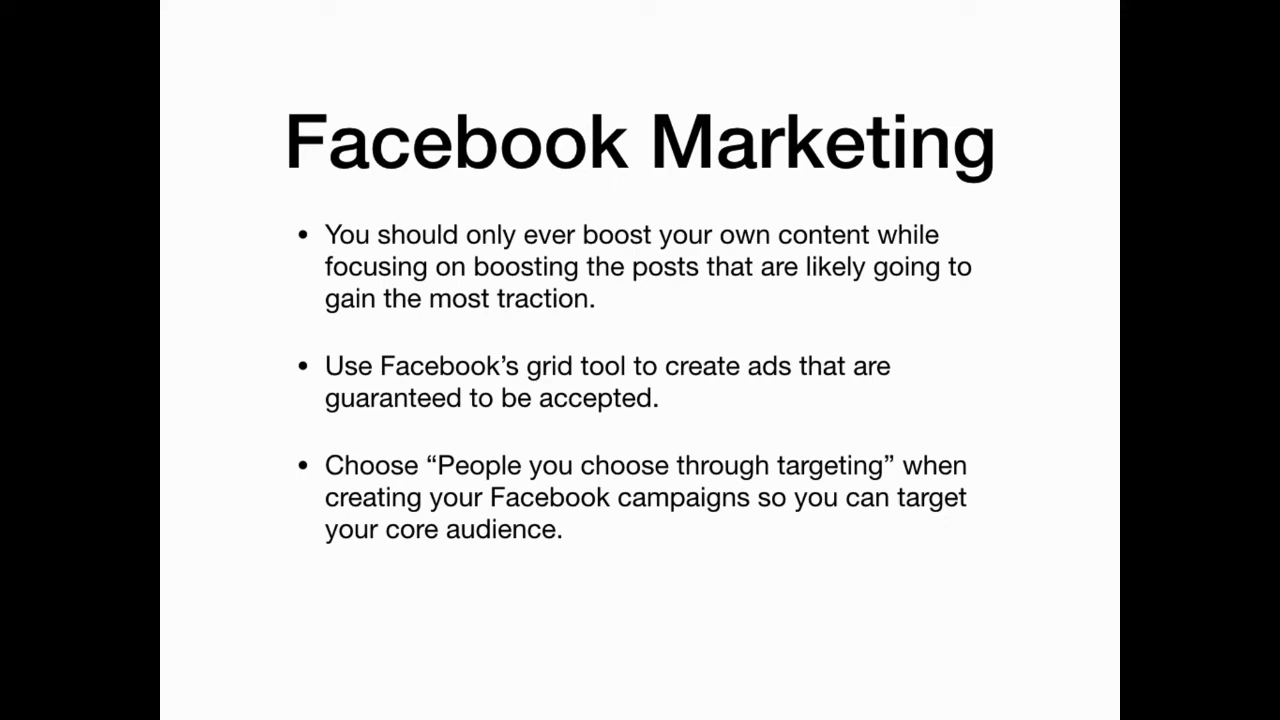 Facebook Marketing
• You should only ever boost your own content while
focusing on boosting the posts that are likely going to
gain the most traction.
• Use Facebook’s grid tool to create ads that are
guaranteed to be accepted.
• Choose “People you choose through targeting” when
creating your Facebook campaigns so you can target
your core audience.